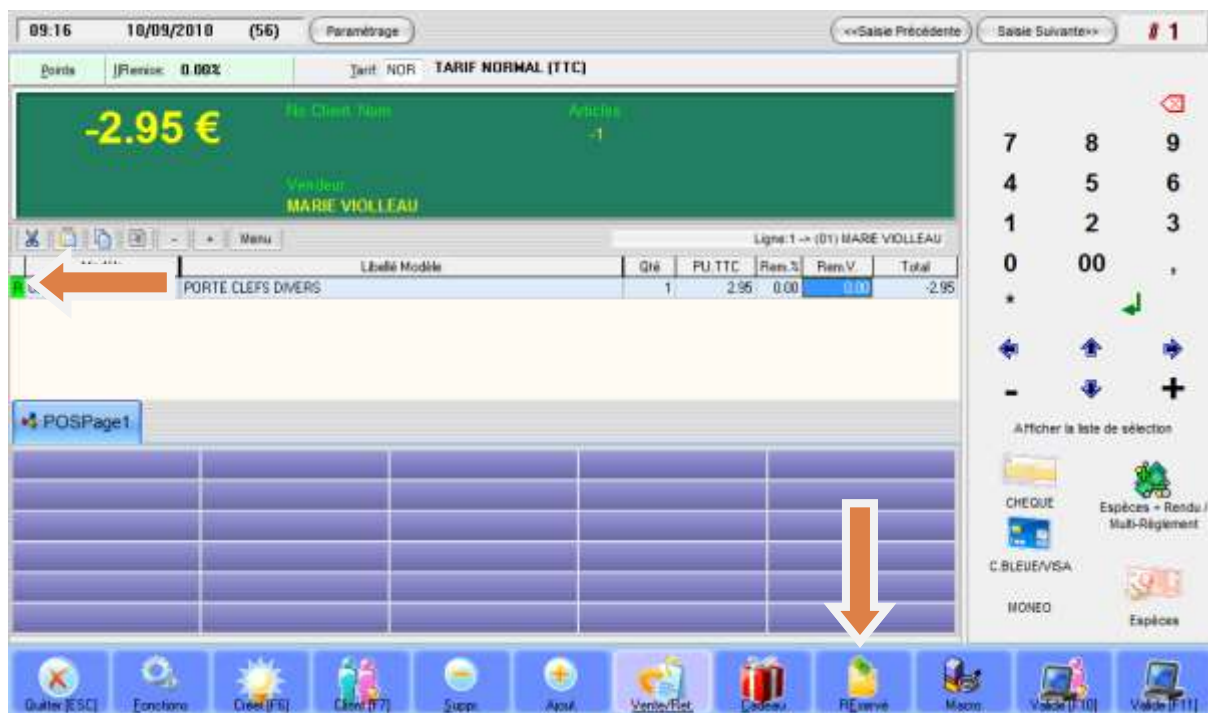 09:16 10/09/2010 (56) Paramétrage <<Saisie Précédente Saisie Suivante>> # 1
Points ||Remise: 0.00% Tarif NOR TARIF NORMAL (TTC)
-2.95 € No Client Nom Articles
-1
Vendeur
MARIE VIOLLEAU
- + Menu Ligne:1 -> (01) MARIE VIOLLEAU
Libellé Modèle Qté PU.TTC Rem.% Rem.V. Total
R PORTE CLEFS DIVERS 1 2.95 0.00 0.00 -2.95
POSPage1
7 8 9
4 5 6
1 2 3
0 00 ,
*
- +
Afficher la liste de sélection
CHEQUE
Espèces + Rendu /
Multi-Règlement
C.BLEUE/VISA
MONEO
Espèces
Quitter [ESC] Fonctions Créer [F6] Client [F7] Suppr. Ajout. Vente/Ret. Cadeau REservé Macro Valide [F10] Valide [F11]